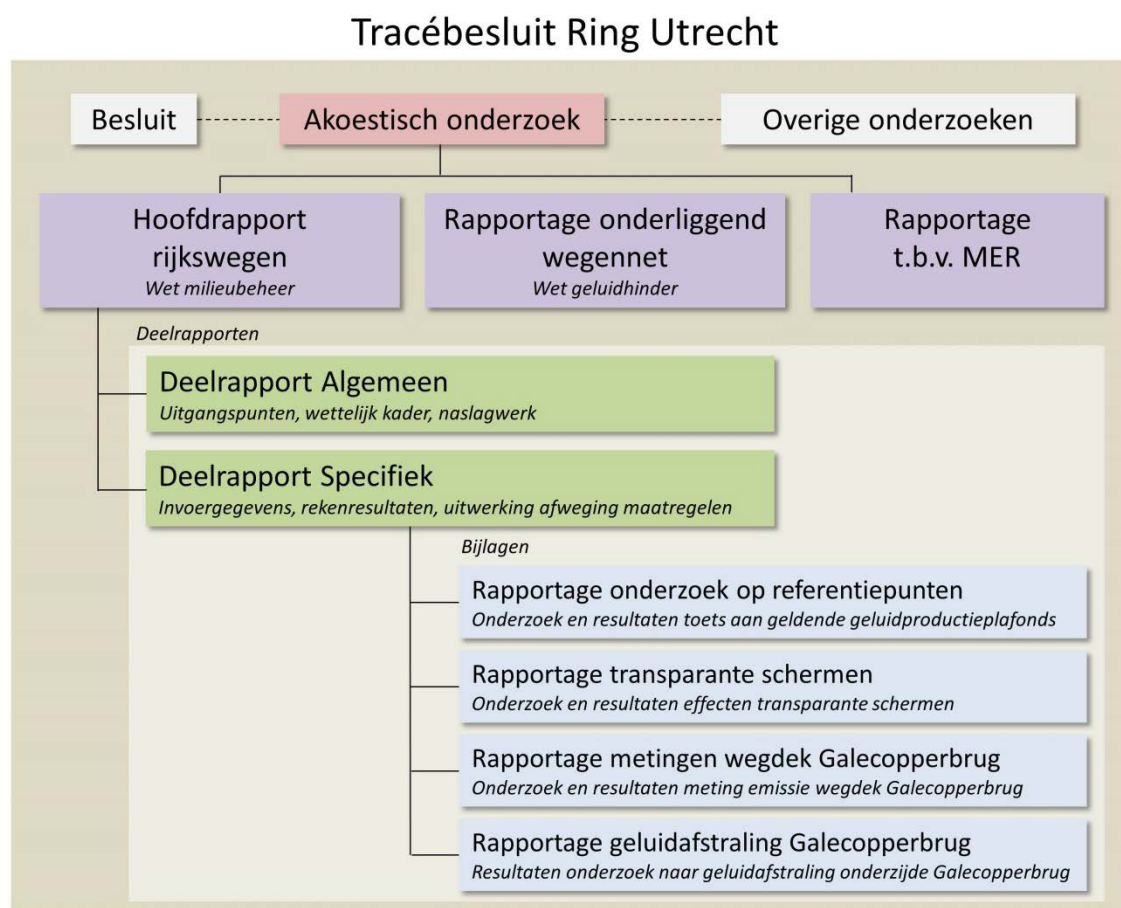 Tracébesluit Ring Utrecht
Besluit
Akoestisch onderzoek
Overige onderzoeken
Hoofdrapport
rijkswegen
Wet milieubeheer
Rapportage onderliggend
wegennet
Wet geluidhinder
Rapportage
t.b.v. MER
Deelrapporten
Deelrapport Algemeen
Uitgangspunten, wettelijk kader, naslagwerk
Deelrapport Specifiek
Invoergegevens, rekenresultaten, uitwerking afweging maatregelen
Bijlagen
Rapportage onderzoek op referentiepunten
Onderzoek en resultaten toets aan geldende geluidproductieplafonds
Rapportage transparante schermen
Onderzoek en resultaten effecten transparante schermen
Rapportage metingen wegdek Galecopperbrug
Onderzoek en resultaten meting emissie wegdek Galecopperbrug
Rapportage geluidafstraling Galecopperbrug
Resultaten onderzoek naar geluidafstraling onderzijde Galecopperbrug